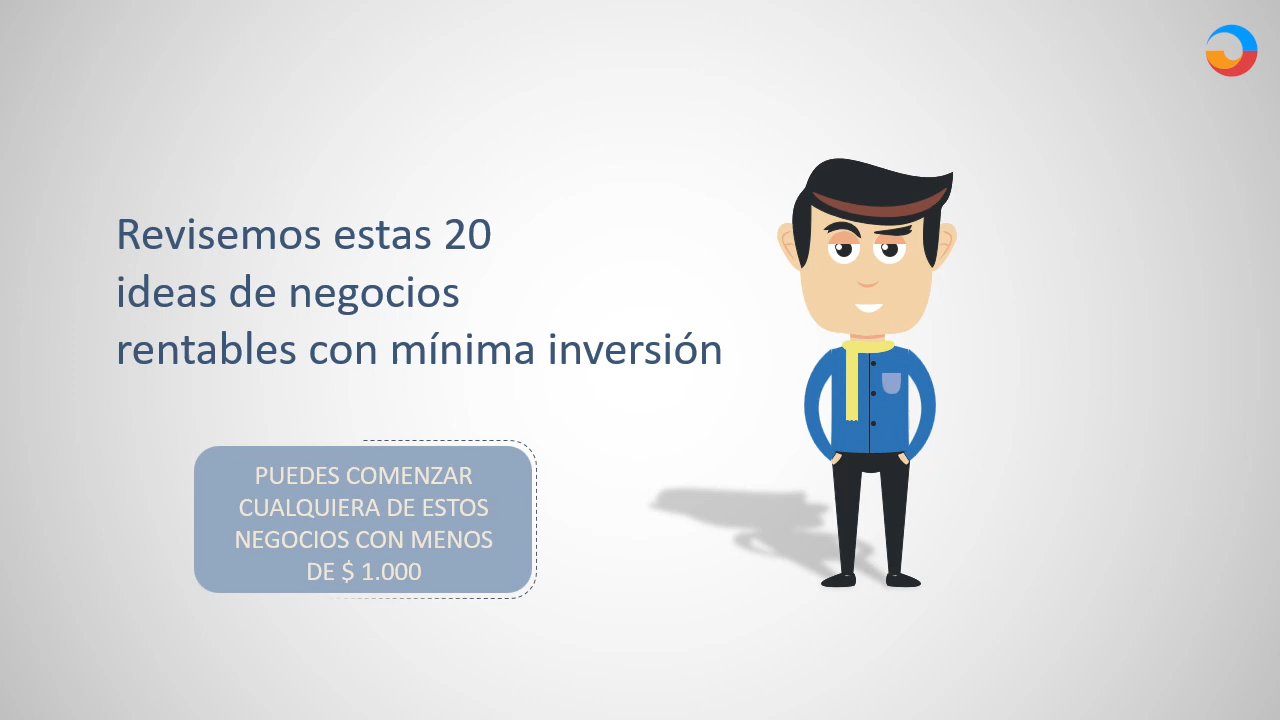 Revisemos estas 20
ideas de negocios
rentables con mínima inversión
PUEDES COMENZAR
CUALQUIERA DE ESTOS
NEGOCIOS CON MENOS
DE $ 1.000